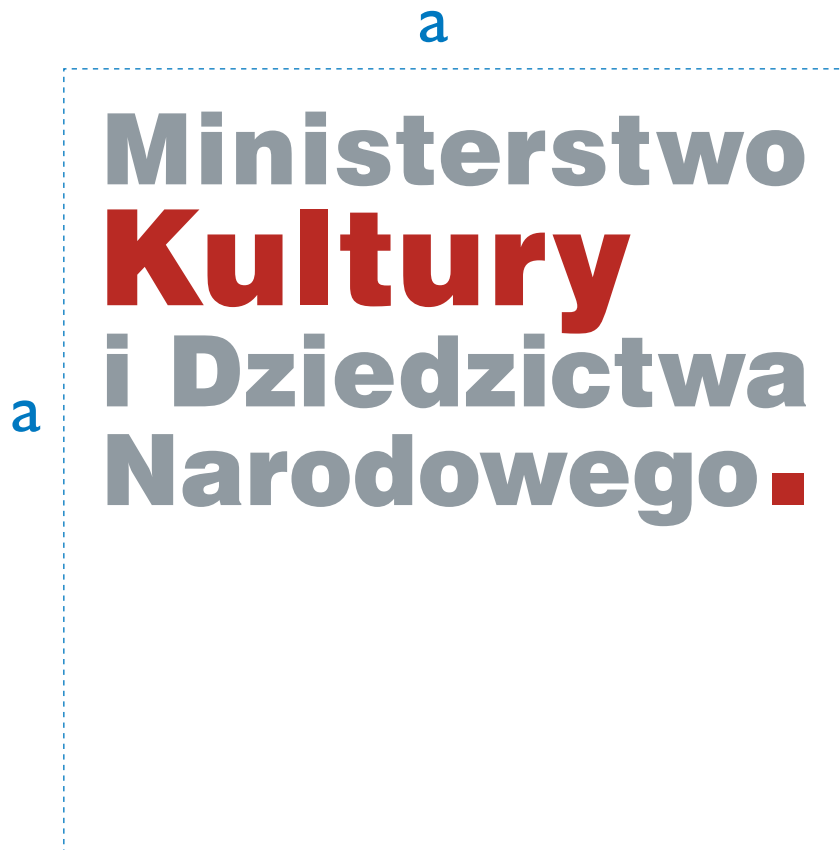 a
Ministerstwo
Kultury
i Dziedzictwa
a
Narodowego.